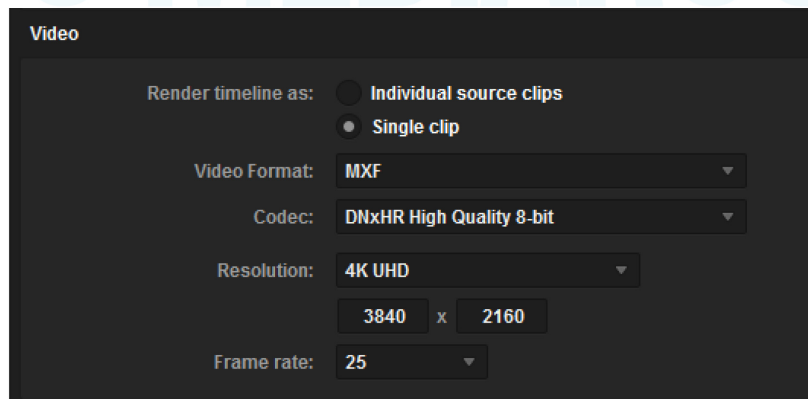 Video
Render timeline as: Individual source clips
Single clip
Video Format: MXF
Codec: DNxHR High Quality 8-bit
Resolution: 4K UHD
3840 x 2160
Frame rate: 25